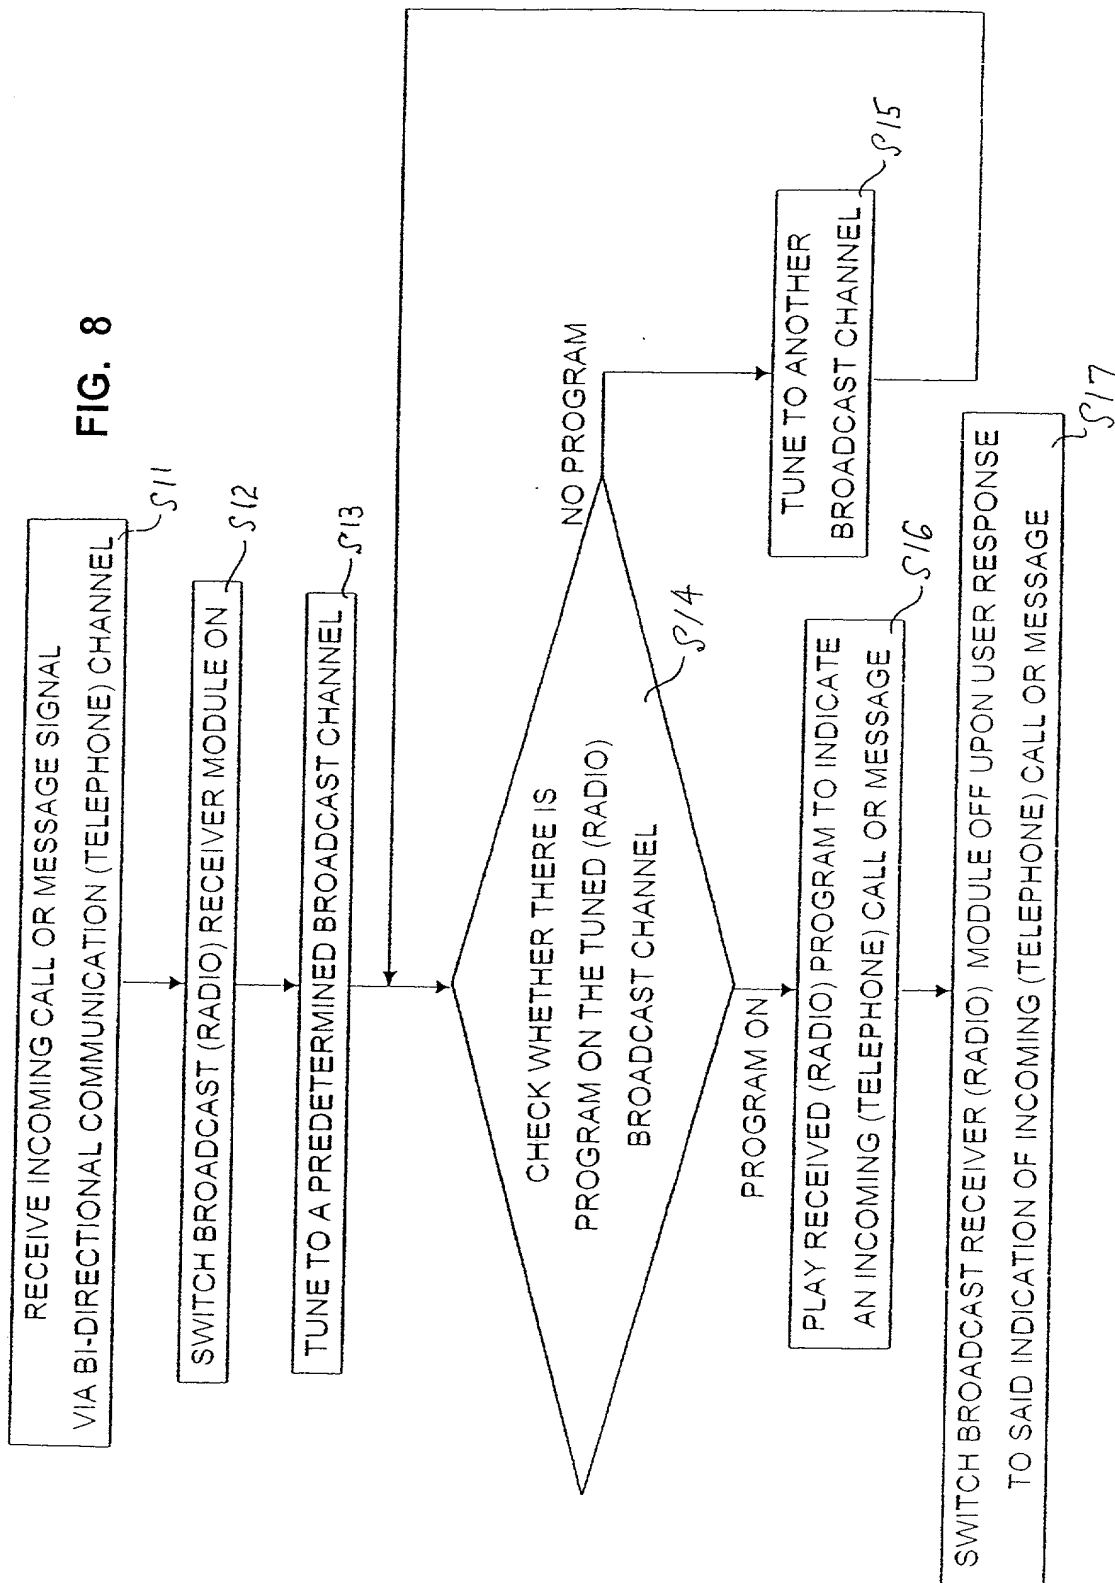 FIG. 8
RECEIVE INCOMING CALL OR MESSAGE SIGNAL
VIA BI-DIRECTIONAL COMMUNICATION (TELEPHONE) CHANNEL
S11
SWITCH BROADCAST (RADIO) RECEIVER MODULE ON
S12
TUNE TO A PREDETERMINED BROADCAST CHANNEL
S13
CHECK WHETHER THERE IS
PROGRAM ON THE TUNED (RADIO)
BROADCAST CHANNEL
S14
NO PROGRAM
TUNE TO ANOTHER
BROADCAST CHANNEL
S15
PROGRAM ON
PLAY RECEIVED (RADIO) PROGRAM TO INDICATE
AN INCOMING (TELEPHONE) CALL OR MESSAGE
S16
SWITCH BROADCAST RECEIVER (RADIO) MODULE OFF UPON USER RESPONSE
TO SAID INDICATION OF INCOMING (TELEPHONE) CALL OR MESSAGE
S17